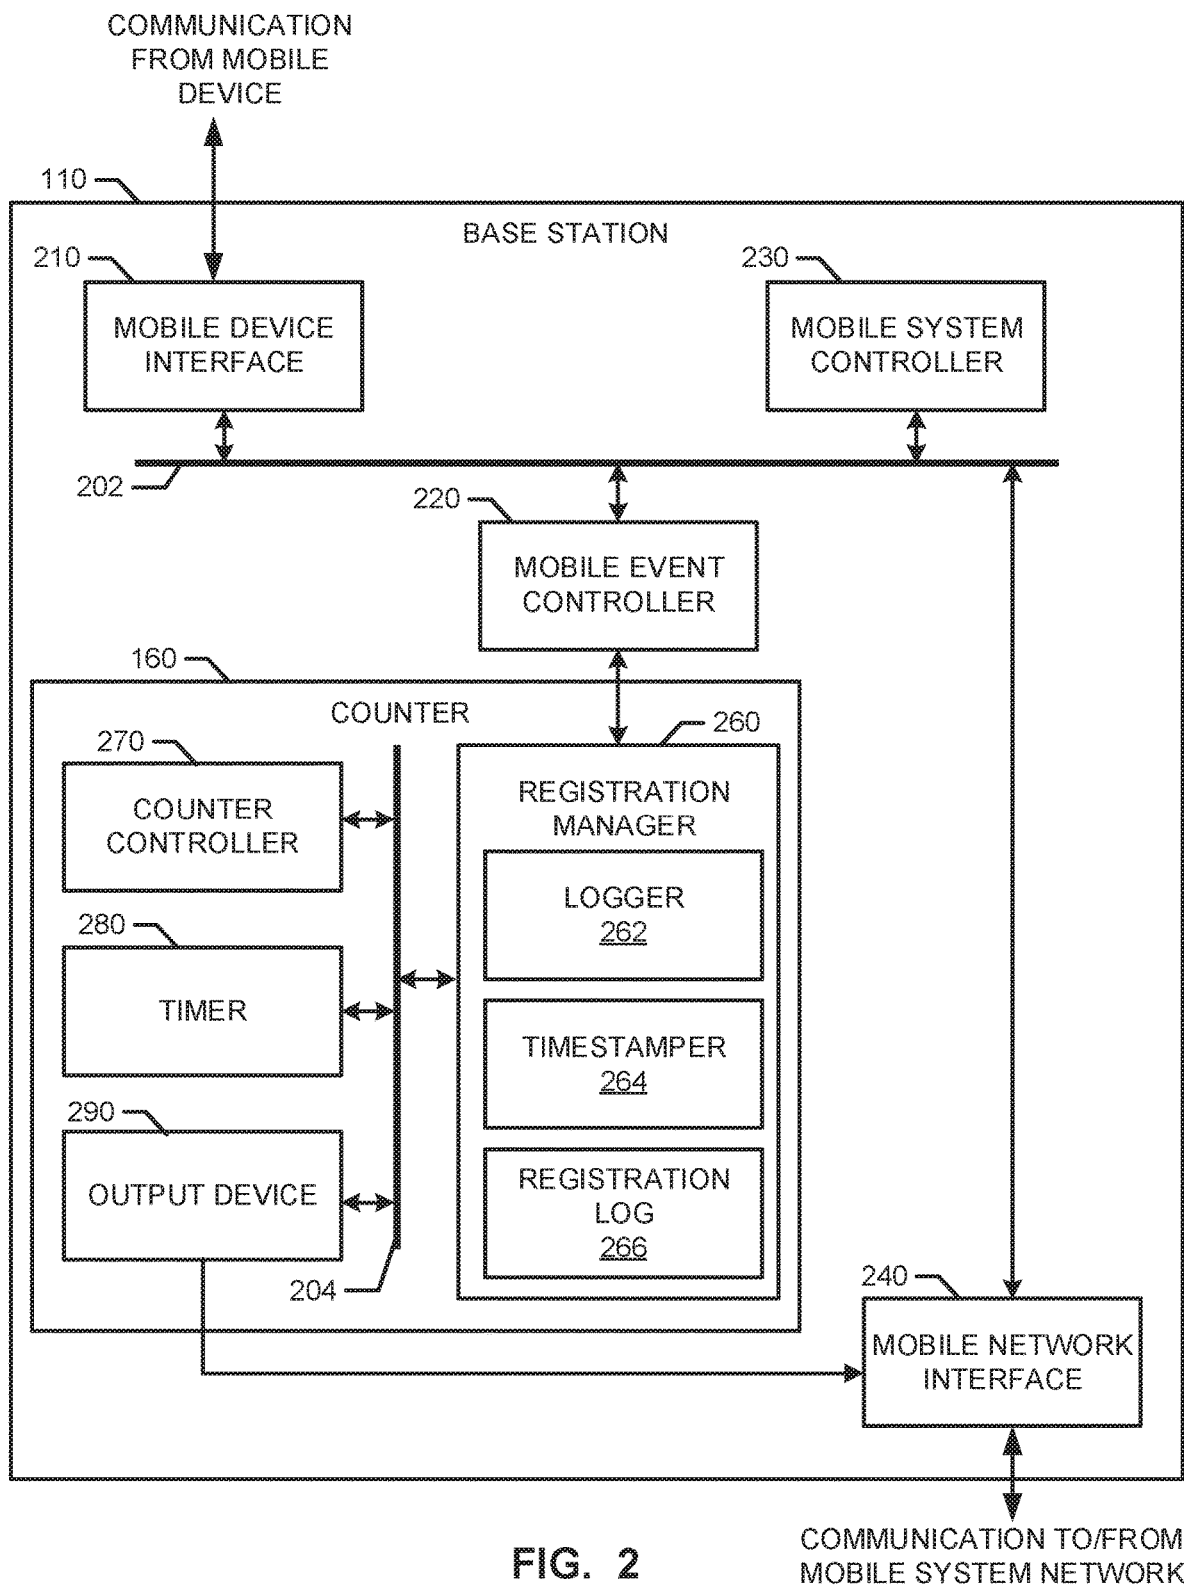 COMMUNICATION
FROM MOBILE
DEVICE
110
BASE STATION
210
230
MOBILE DEVICE
INTERFACE
MOBILE SYSTEM
CONTROLLER
202
220
MOBILE EVENT
CONTROLLER
160
COUNTER
270
260
COUNTER
CONTROLLER
REGISTRATION
MANAGER
LOGGER
262
280
TIMER
TIMESTAMPER
264
290
OUTPUT DEVICE
REGISTRATION
LOG
266
204
240
MOBILE NETWORK
INTERFACE
COMMUNICATION TO/FROM
MOBILE SYSTEM NETWORK
FIG. 2